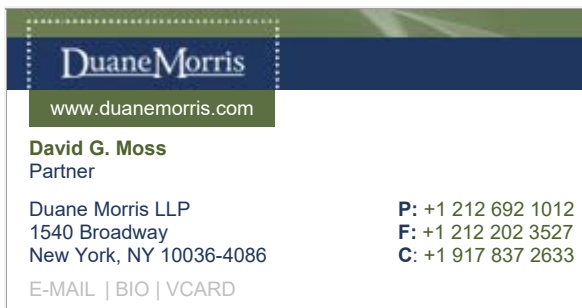 DuaneMorris
www.duanemorris.com
David G. Moss
Partner
Duane Morris LLP
P: +1 212 692 1012
1540 Broadway
F: +1 212 202 3527
New York, NY 10036-4086
C: +1 917 837 2633
E-MAIL | BIO | VCARD